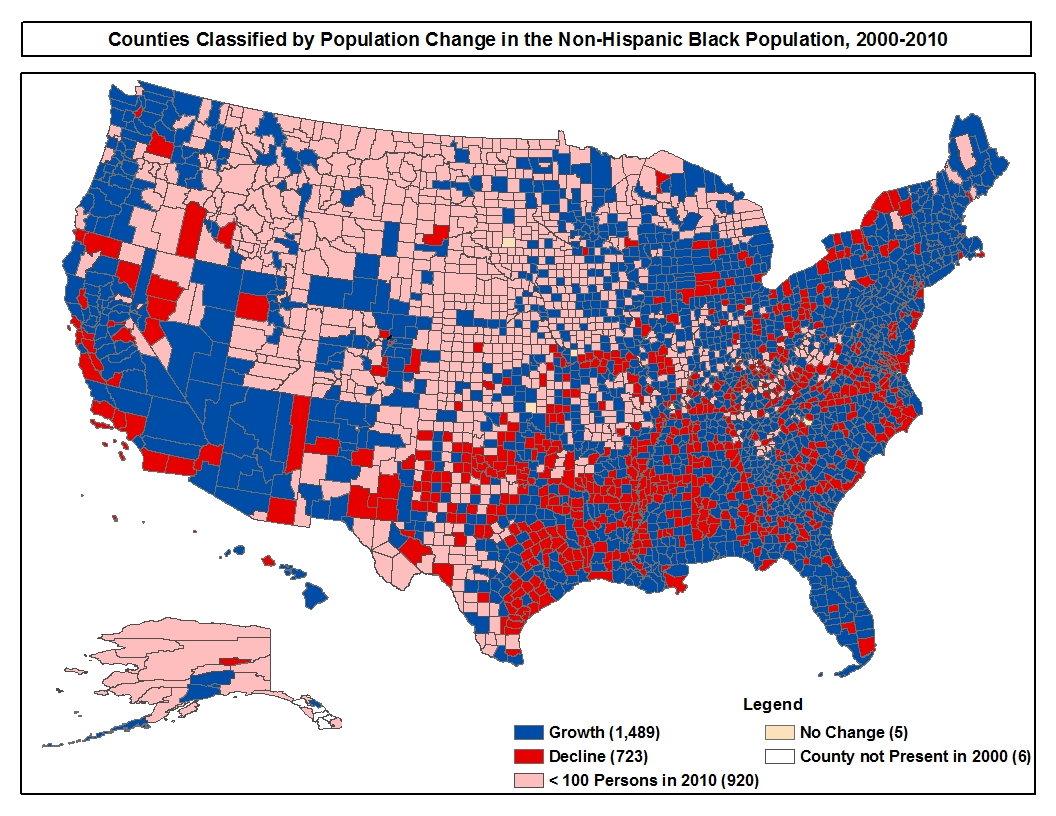 Counties Classified by Population Change in the Non-Hispanic Black Population, 2000-2010
Legend
Growth (1,489)
No Change (5)
Decline (723)
County not Present in 2000 (6)
< 100 Persons in 2010 (920)